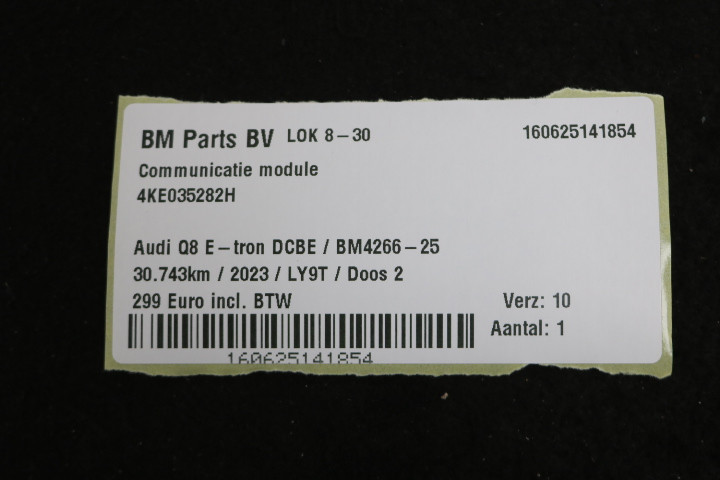 BM Parts BV LOK 8-30 160625141854
Communicatie module
4KE035282H
Audi Q8 E-tron DCBE / BM4266-25
30.743km / 2023 / LY9T / Doos 2
299 Euro incl. BTW Verz: 10
Aantal: 1
160625141854